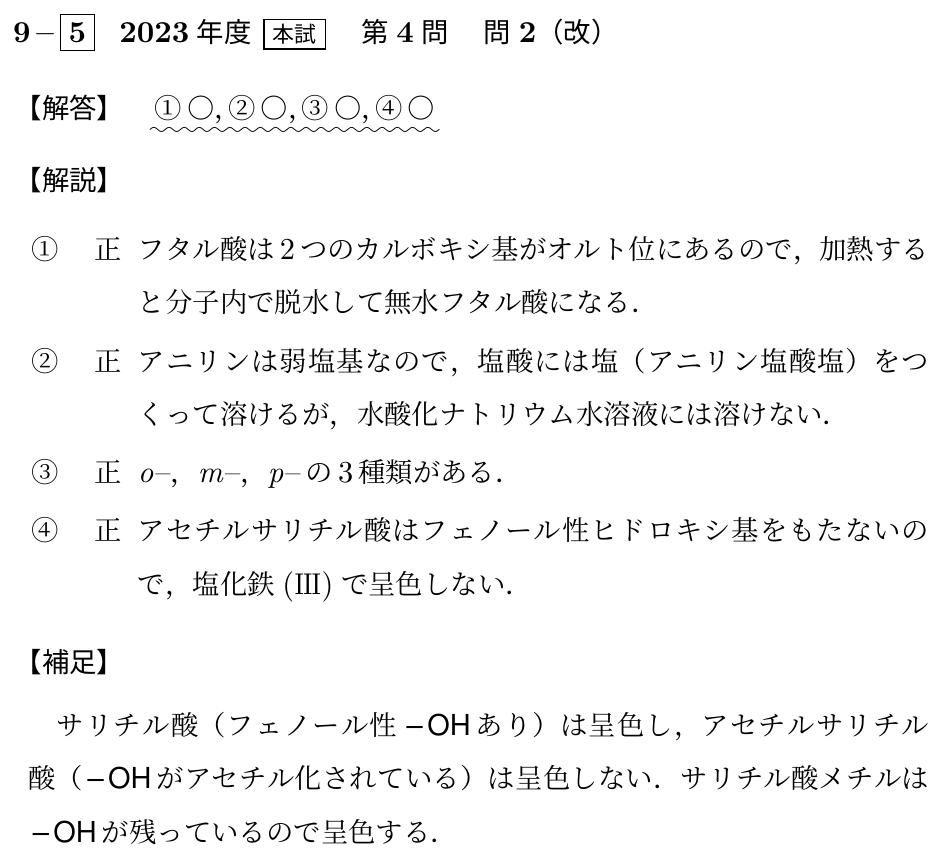 9–5 2023年度 本試 第4問 問2（改）
【解答】 ①○,②○,③○,④○
【解説】
① 正 フタル酸は2つのカルボキシ基がオルト位にあるので，加熱する
と分子内で脱水して無水フタル酸になる．
② 正 アニリンは弱塩基なので，塩酸には塩（アニリン塩酸塩）をつ
くって溶けるが，水酸化ナトリウム水溶液には溶けない．
③ 正 o–，m–，p–の3種類がある．
④ 正 アセチルサリチル酸はフェノール性ヒドロキシ基をもたないの
で，塩化鉄(III)で呈色しない．
【補足】
サリチル酸（フェノール性 –OHあり）は呈色し，アセチルサリチル
酸（–OHがアセチル化されている）は呈色しない．サリチル酸メチルは
–OHが残っているので呈色する．